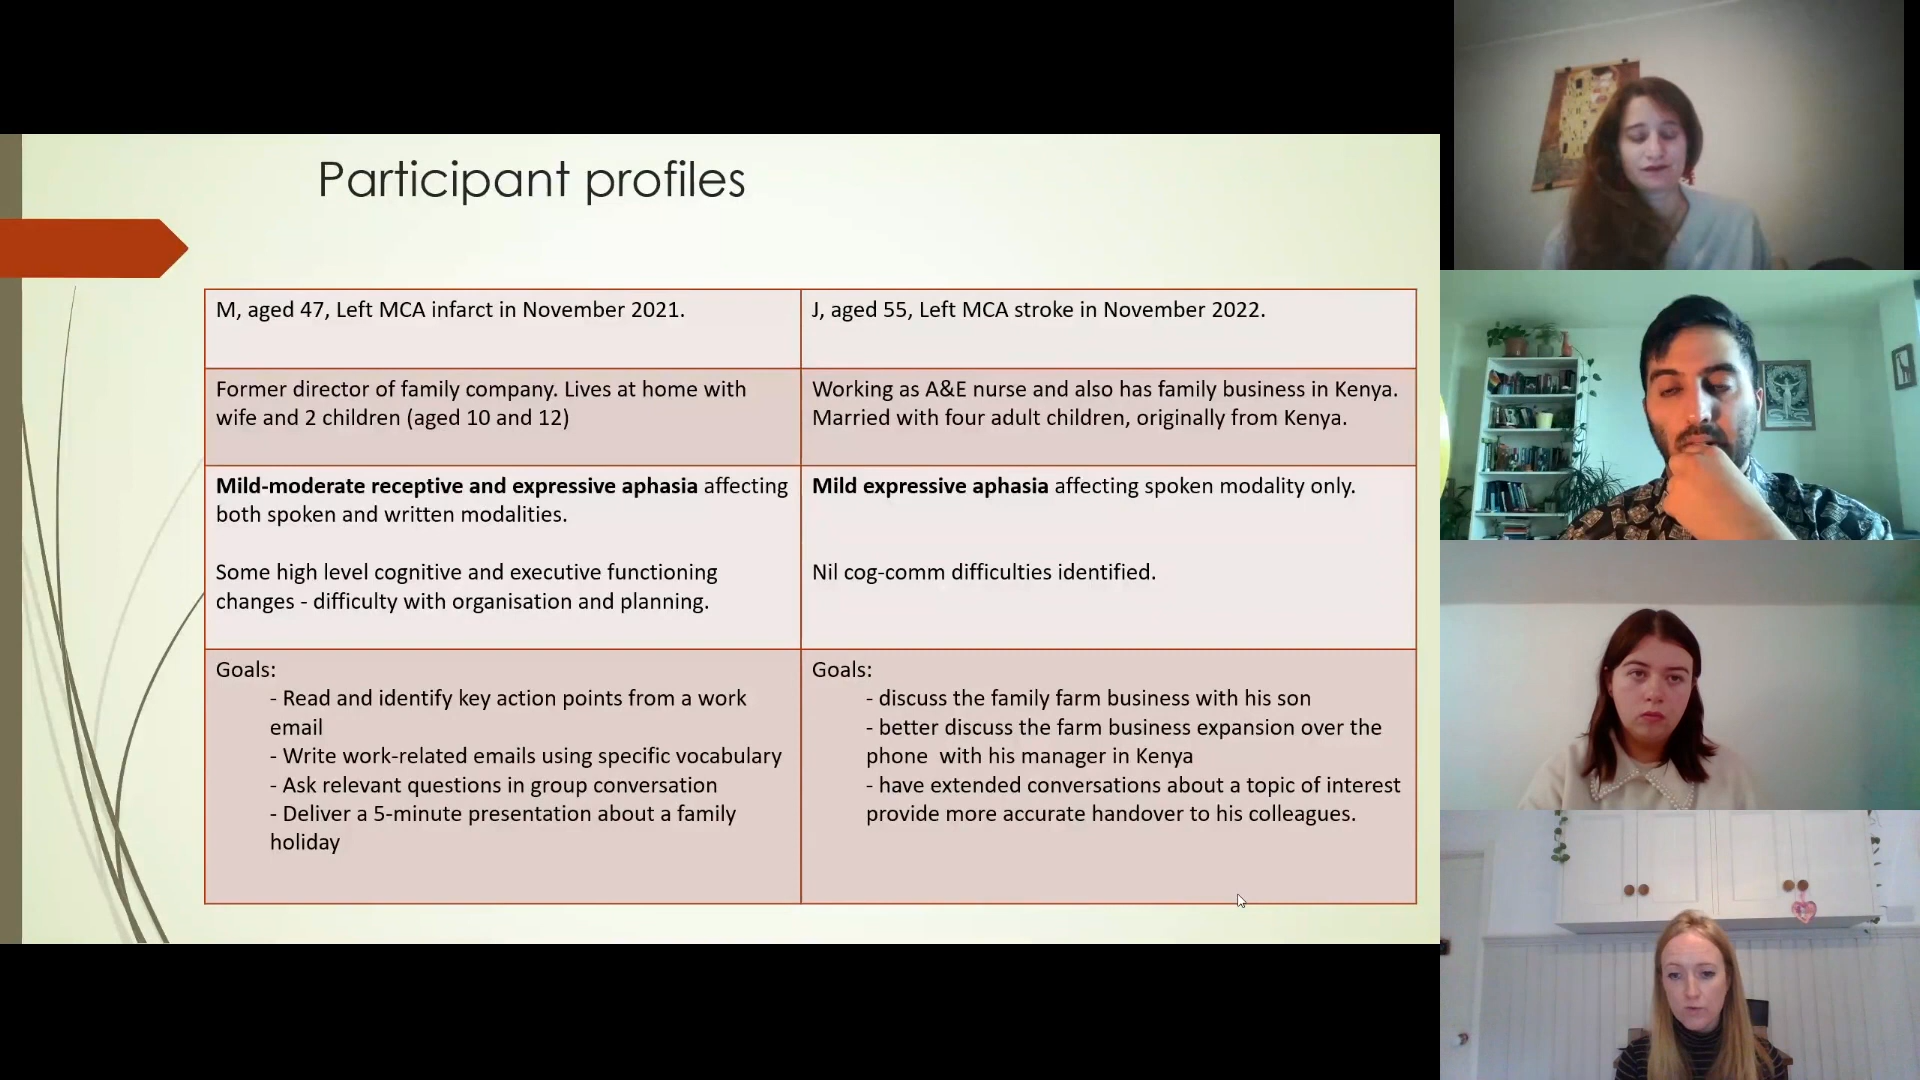 Participant profiles
M, aged 47, Left MCA infarct in November 2021.
J, aged 55, Left MCA stroke in November 2022.
Former director of family company. Lives at home with
wife and 2 children (aged 10 and 12)
Working as A&E nurse and also has family business in Kenya.
Married with four adult children, originally from Kenya.
Mild-moderate receptive and expressive aphasia affecting
both spoken and written modalities.
Some high level cognitive and executive functioning
changes - difficulty with organisation and planning.
Mild expressive aphasia affecting spoken modality only.
Nil cog-comm difficulties identified.
Goals:
- Read and identify key action points from a work
email
- Write work-related emails using specific vocabulary
- Ask relevant questions in group conversation
- Deliver a 5-minute presentation about a family
holiday
Goals:
- discuss the family farm business with his son
- better discuss the farm business expansion over the
phone with his manager in Kenya
- have extended conversations about a topic of interest
provide more accurate handover to his colleagues.